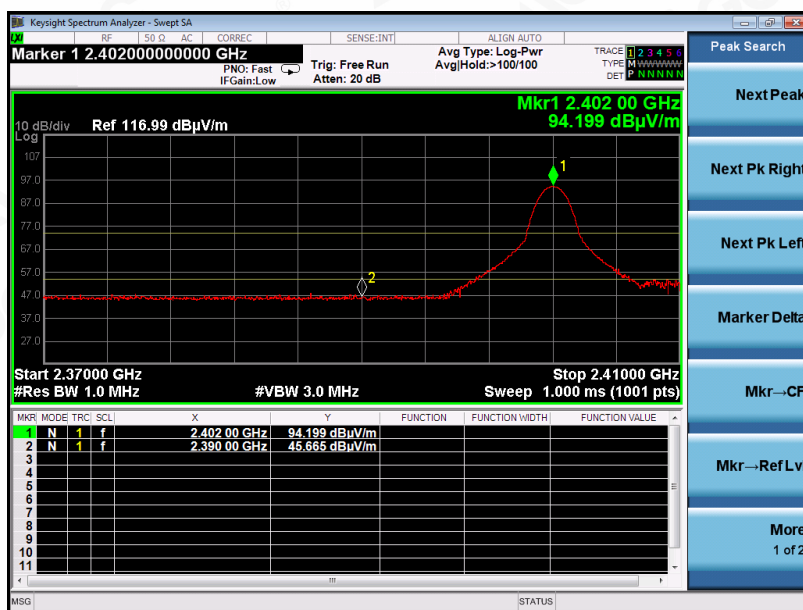 Keysight Spectrum Analyzer - Swept SA
LXI RF 50 Ω AC CORREC SENSE:INT ALIGN AUTO
Marker 1 2.402000000000 GHz
PNO: Fast
IFGain:Low
Trig: Free Run
Atten: 20 dB
Avg Type: Log-Pwr
Avg|Hold:>100/100
TRACE 1 2 3 4 5 6
TYPE M W W W W W
DET P N N N N N
Mkr1 2.402 00 GHz
94.199 dBµV/m
10 dB/div Ref 116.99 dBµV/m
Log
107
97.0
87.0
77.0
67.0
57.0
47.0
37.0
27.0
1
2
Start 2.37000 GHz Stop 2.41000 GHz
#Res BW 1.0 MHz #VBW 3.0 MHz Sweep 1.000 ms (1001 pts)
MKR MODE TRC SCL X Y FUNCTION FUNCTION WIDTH FUNCTION VALUE
1 N 1 f 2.402 00 GHz 94.199 dBµV/m
2 N 1 f 2.390 00 GHz 45.665 dBµV/m
3
4
5
6
7
8
9
10
11
MSG STATUS
Peak Search
Next Peak
Next Pk Right
Next Pk Left
Marker Delta
Mkr→CF
Mkr→Ref Lv
More
1 of 2